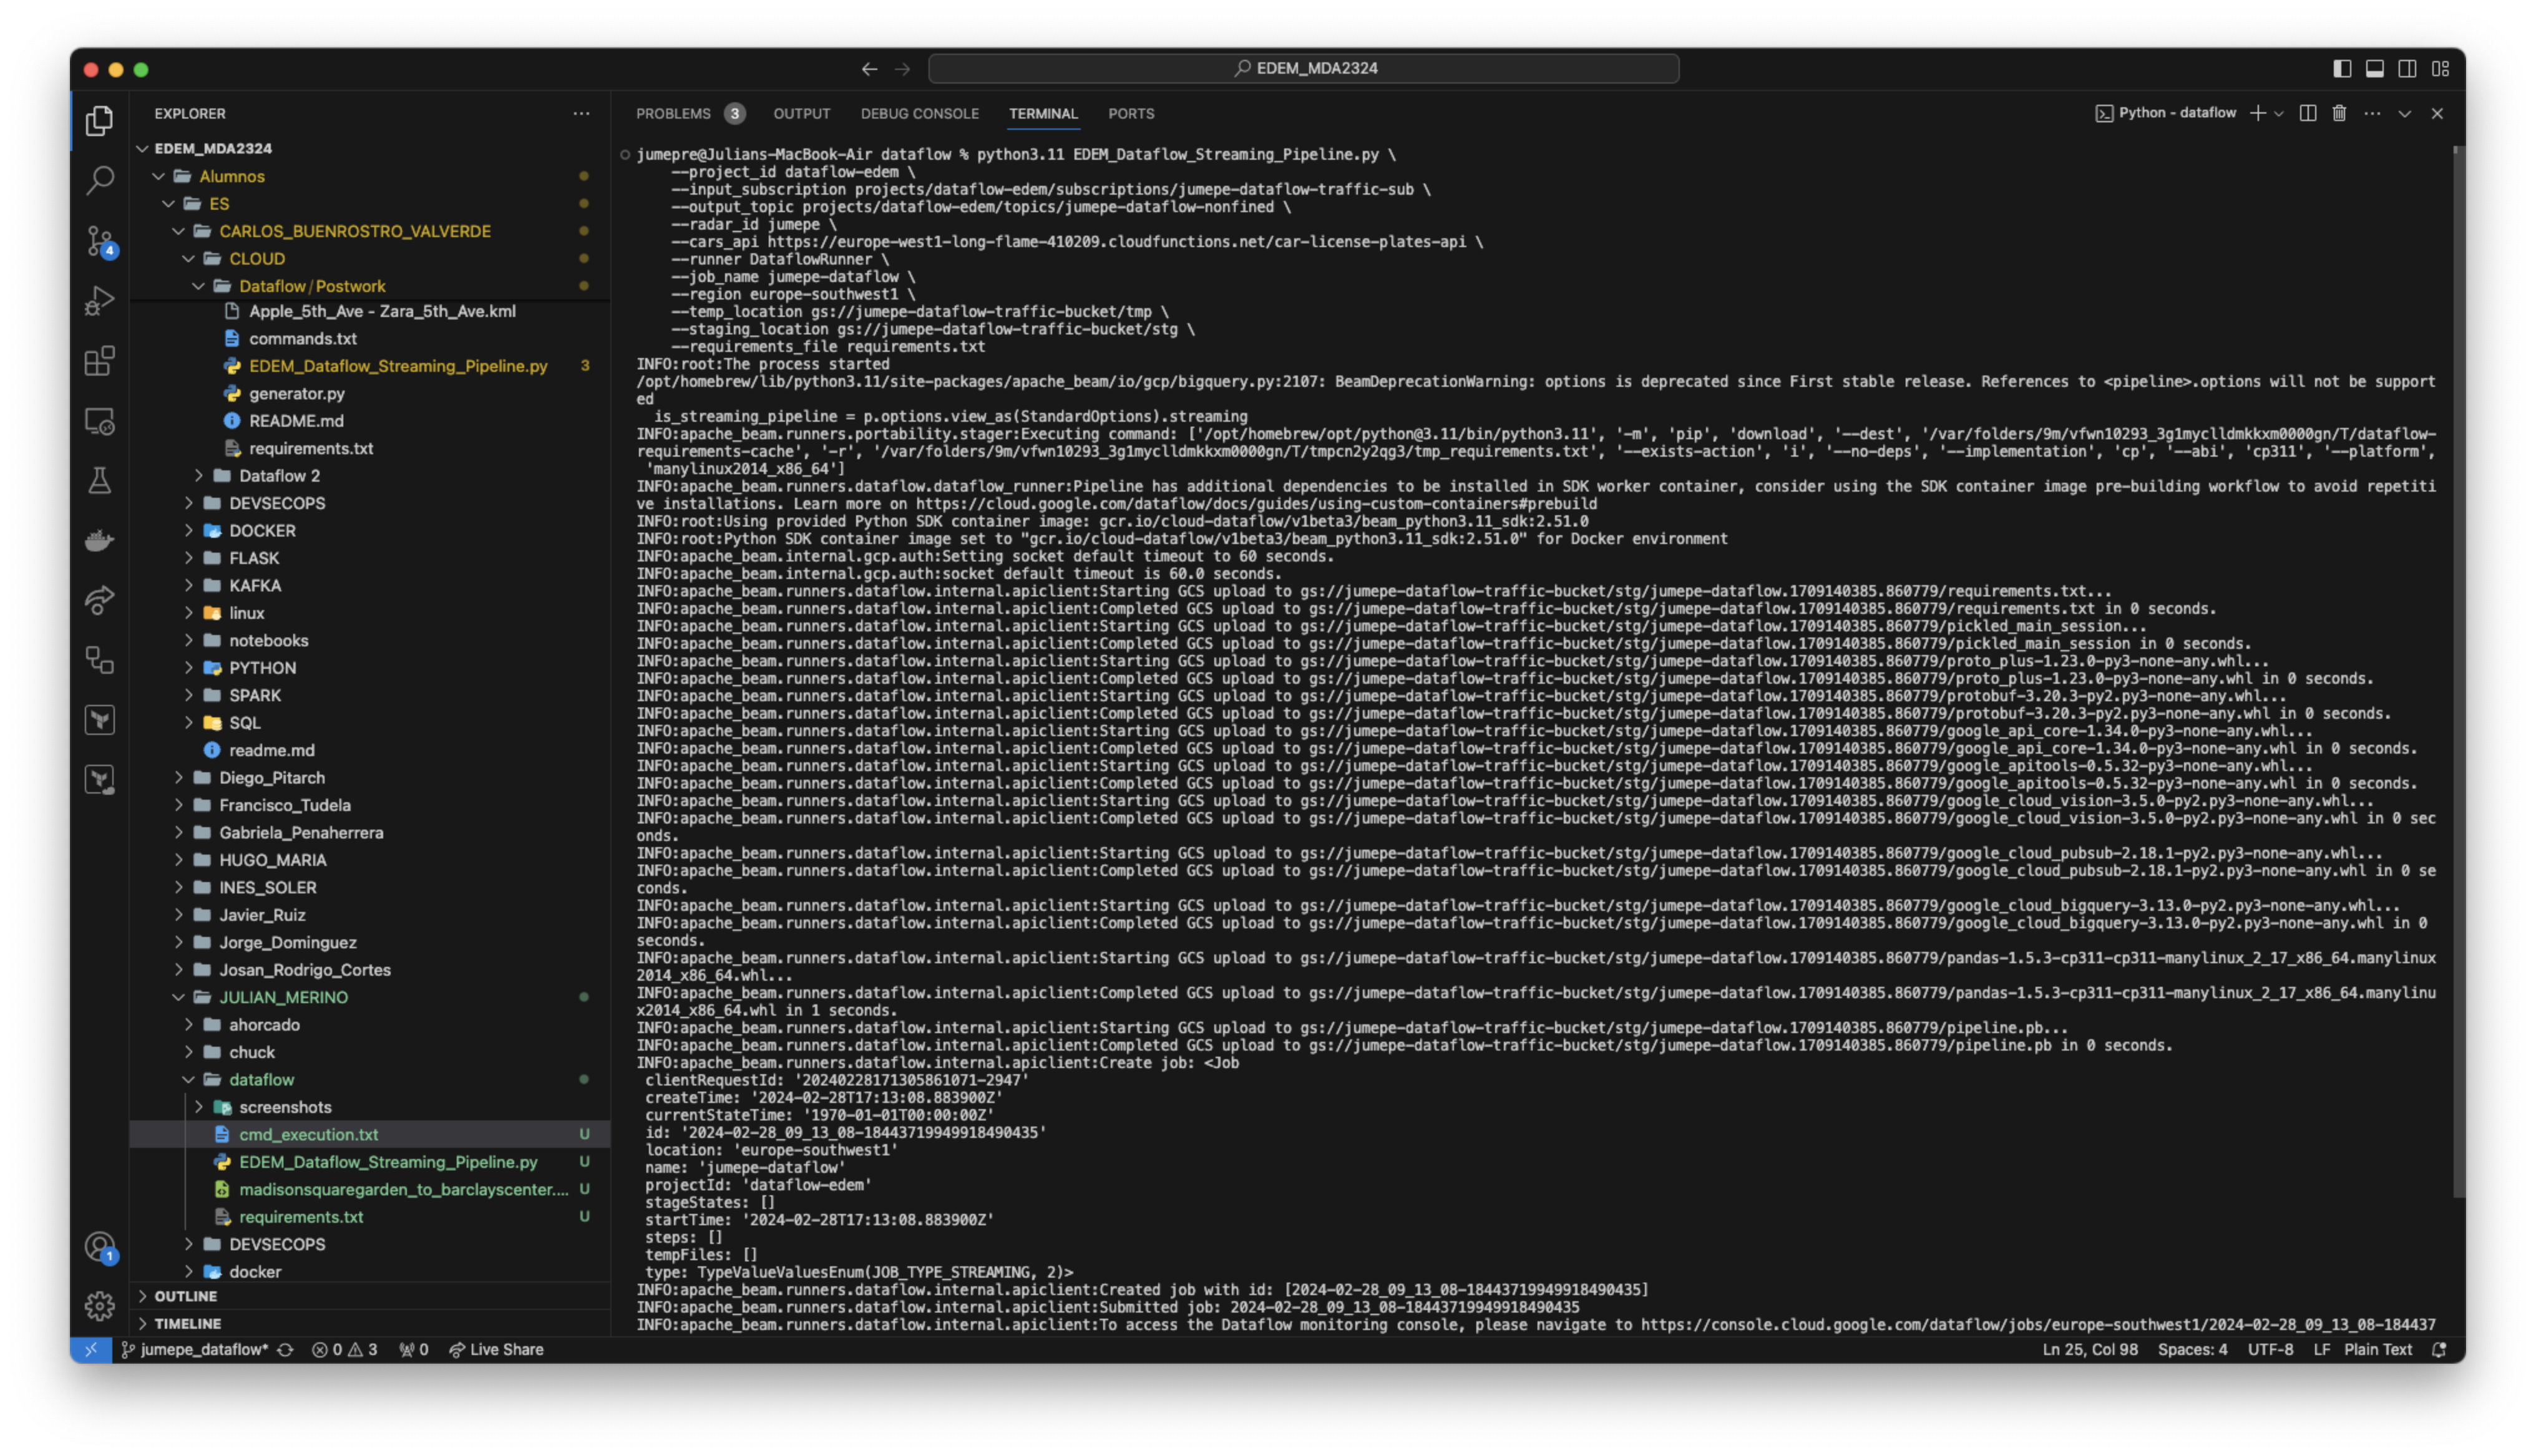 EDEM_MDA2324
EXPLORER
EDEM_MDA2324
Alumnos
ES
CARLOS_BUENROSTRO_VALVERDE
CLOUD
Dataflow/Postwork
Apple_5th_Ave - Zara_5th_Ave.kml
commands.txt
EDEM_Dataflow_Streaming_Pipeline.py 3
generator.py
README.md
requirements.txt
Dataflow 2
DEVSECOPS
DOCKER
FLASK
KAFKA
linux
notebooks
PYTHON
SPARK
SQL
readme.md
Diego_Pitarch
Francisco_Tudela
Gabriela_Penaherrera
HUGO_MARIA
INES_SOLER
Javier_Ruiz
Jorge_Dominguez
Josan_Rodrigo_Cortes
JULIAN_MERINO
ahorcado
chuck
dataflow
screenshots
cmd_execution.txt U
EDEM_Dataflow_Streaming_Pipeline.py U
madisonsquaregarden_to_barclayscenter.... U
requirements.txt U
DEVSECOPS
docker
OUTLINE
TIMELINE
4
1
PROBLEMS 3 OUTPUT DEBUG CONSOLE TERMINAL PORTS
Python - dataflow
jumepre@Julians-MacBook-Air dataflow % python3.11 EDEM_Dataflow_Streaming_Pipeline.py \
--project_id dataflow-edem \
--input_subscription projects/dataflow-edem/subscriptions/jumepe-dataflow-traffic-sub \
--output_topic projects/dataflow-edem/topics/jumepe-dataflow-nonfined \
--radar_id jumepe \
--cars_api https://europe-west1-long-flame-410209.cloudfunctions.net/car-license-plates-api \
--runner DataflowRunner \
--job_name jumepe-dataflow \
--region europe-southwest1 \
--temp_location gs://jumepe-dataflow-traffic-bucket/tmp \
--staging_location gs://jumepe-dataflow-traffic-bucket/stg \
--requirements_file requirements.txt
INFO:root:The process started
/opt/homebrew/lib/python3.11/site-packages/apache_beam/io/gcp/bigquery.py:2107: BeamDeprecationWarning: options is deprecated since First stable release. References to <pipeline>.options will not be support
ed
is_streaming_pipeline = p.options.view_as(StandardOptions).streaming
INFO:apache_beam.runners.portability.stager:Executing command: ['/opt/homebrew/opt/python@3.11/bin/python3.11', '-m', 'pip', 'download', '--dest', '/var/folders/9m/vfwn10293_3g1myclldmkkxm0000gn/T/dataflow-
requirements-cache', '-r', '/var/folders/9m/vfwn10293_3g1myclldmkkxm0000gn/T/tmpcn2y2qg3/tmp_requirements.txt', '--exists-action', 'i', '--no-deps', '--implementation', 'cp', '--abi', 'cp311', '--platform',
'manylinux2014_x86_64']
INFO:apache_beam.runners.dataflow.dataflow_runner:Pipeline has additional dependencies to be installed in SDK worker container, consider using the SDK container image pre-building workflow to avoid repetiti
ve installations. Learn more on https://cloud.google.com/dataflow/docs/guides/using-custom-containers#prebuild
INFO:root:Using provided Python SDK container image: gcr.io/cloud-dataflow/v1beta3/beam_python3.11_sdk:2.51.0
INFO:root:Python SDK container image set to "gcr.io/cloud-dataflow/v1beta3/beam_python3.11_sdk:2.51.0" for Docker environment
INFO:apache_beam.internal.gcp.auth:Setting socket default timeout to 60 seconds.
INFO:apache_beam.internal.gcp.auth:socket default timeout is 60.0 seconds.
INFO:apache_beam.runners.dataflow.internal.apiclient:Starting GCS upload to gs://jumepe-dataflow-traffic-bucket/stg/jumepe-dataflow.1709140385.860779/requirements.txt...
INFO:apache_beam.runners.dataflow.internal.apiclient:Completed GCS upload to gs://jumepe-dataflow-traffic-bucket/stg/jumepe-dataflow.1709140385.860779/requirements.txt in 0 seconds.
INFO:apache_beam.runners.dataflow.internal.apiclient:Starting GCS upload to gs://jumepe-dataflow-traffic-bucket/stg/jumepe-dataflow.1709140385.860779/pickled_main_session...
INFO:apache_beam.runners.dataflow.internal.apiclient:Completed GCS upload to gs://jumepe-dataflow-traffic-bucket/stg/jumepe-dataflow.1709140385.860779/pickled_main_session in 0 seconds.
INFO:apache_beam.runners.dataflow.internal.apiclient:Starting GCS upload to gs://jumepe-dataflow-traffic-bucket/stg/jumepe-dataflow.1709140385.860779/proto_plus-1.23.0-py3-none-any.whl...
INFO:apache_beam.runners.dataflow.internal.apiclient:Completed GCS upload to gs://jumepe-dataflow-traffic-bucket/stg/jumepe-dataflow.1709140385.860779/proto_plus-1.23.0-py3-none-any.whl in 0 seconds.
INFO:apache_beam.runners.dataflow.internal.apiclient:Starting GCS upload to gs://jumepe-dataflow-traffic-bucket/stg/jumepe-dataflow.1709140385.860779/protobuf-3.20.3-py2.py3-none-any.whl...
INFO:apache_beam.runners.dataflow.internal.apiclient:Completed GCS upload to gs://jumepe-dataflow-traffic-bucket/stg/jumepe-dataflow.1709140385.860779/protobuf-3.20.3-py2.py3-none-any.whl in 0 seconds.
INFO:apache_beam.runners.dataflow.internal.apiclient:Starting GCS upload to gs://jumepe-dataflow-traffic-bucket/stg/jumepe-dataflow.1709140385.860779/google_api_core-1.34.0-py3-none-any.whl...
INFO:apache_beam.runners.dataflow.internal.apiclient:Completed GCS upload to gs://jumepe-dataflow-traffic-bucket/stg/jumepe-dataflow.1709140385.860779/google_api_core-1.34.0-py3-none-any.whl in 0 seconds.
INFO:apache_beam.runners.dataflow.internal.apiclient:Starting GCS upload to gs://jumepe-dataflow-traffic-bucket/stg/jumepe-dataflow.1709140385.860779/google_apitools-0.5.32-py3-none-any.whl...
INFO:apache_beam.runners.dataflow.internal.apiclient:Completed GCS upload to gs://jumepe-dataflow-traffic-bucket/stg/jumepe-dataflow.1709140385.860779/google_apitools-0.5.32-py3-none-any.whl in 0 seconds.
INFO:apache_beam.runners.dataflow.internal.apiclient:Starting GCS upload to gs://jumepe-dataflow-traffic-bucket/stg/jumepe-dataflow.1709140385.860779/google_cloud_vision-3.5.0-py2.py3-none-any.whl...
INFO:apache_beam.runners.dataflow.internal.apiclient:Completed GCS upload to gs://jumepe-dataflow-traffic-bucket/stg/jumepe-dataflow.1709140385.860779/google_cloud_vision-3.5.0-py2.py3-none-any.whl in 0 sec
onds.
INFO:apache_beam.runners.dataflow.internal.apiclient:Starting GCS upload to gs://jumepe-dataflow-traffic-bucket/stg/jumepe-dataflow.1709140385.860779/google_cloud_pubsub-2.18.1-py2.py3-none-any.whl...
INFO:apache_beam.runners.dataflow.internal.apiclient:Completed GCS upload to gs://jumepe-dataflow-traffic-bucket/stg/jumepe-dataflow.1709140385.860779/google_cloud_pubsub-2.18.1-py2.py3-none-any.whl in 0 se
conds.
INFO:apache_beam.runners.dataflow.internal.apiclient:Starting GCS upload to gs://jumepe-dataflow-traffic-bucket/stg/jumepe-dataflow.1709140385.860779/google_cloud_bigquery-3.13.0-py2.py3-none-any.whl...
INFO:apache_beam.runners.dataflow.internal.apiclient:Completed GCS upload to gs://jumepe-dataflow-traffic-bucket/stg/jumepe-dataflow.1709140385.860779/google_cloud_bigquery-3.13.0-py2.py3-none-any.whl in 0
seconds.
INFO:apache_beam.runners.dataflow.internal.apiclient:Starting GCS upload to gs://jumepe-dataflow-traffic-bucket/stg/jumepe-dataflow.1709140385.860779/pandas-1.5.3-cp311-cp311-manylinux_2_17_x86_64.manylinux
2014_x86_64.whl...
INFO:apache_beam.runners.dataflow.internal.apiclient:Completed GCS upload to gs://jumepe-dataflow-traffic-bucket/stg/jumepe-dataflow.1709140385.860779/pandas-1.5.3-cp311-cp311-manylinux_2_17_x86_64.manylinu
x2014_x86_64.whl in 1 seconds.
INFO:apache_beam.runners.dataflow.internal.apiclient:Starting GCS upload to gs://jumepe-dataflow-traffic-bucket/stg/jumepe-dataflow.1709140385.860779/pipeline.pb...
INFO:apache_beam.runners.dataflow.internal.apiclient:Completed GCS upload to gs://jumepe-dataflow-traffic-bucket/stg/jumepe-dataflow.1709140385.860779/pipeline.pb in 0 seconds.
INFO:apache_beam.runners.dataflow.internal.apiclient:Create job: <Job
clientRequestId: '20240228171305861071-2947'
createTime: '2024-02-28T17:13:08.883900Z'
currentStateTime: '1970-01-01T00:00:00Z'
id: '2024-02-28_09_13_08-18443719949918490435'
location: 'europe-southwest1'
name: 'jumepe-dataflow'
projectId: 'dataflow-edem'
stageStates: []
startTime: '2024-02-28T17:13:08.883900Z'
steps: []
tempFiles: []
type: TypeValueValuesEnum(JOB_TYPE_STREAMING, 2)>
INFO:apache_beam.runners.dataflow.internal.apiclient:Created job with id: [2024-02-28_09_13_08-18443719949918490435]
INFO:apache_beam.runners.dataflow.internal.apiclient:Submitted job: 2024-02-28_09_13_08-18443719949918490435
INFO:apache_beam.runners.dataflow.internal.apiclient:To access the Dataflow monitoring console, please navigate to https://console.cloud.google.com/dataflow/jobs/europe-southwest1/2024-02-28_09_13_08-184437
jumepe_dataflow* 0 3 0 Live Share
Ln 25, Col 98 Spaces: 4 UTF-8 LF Plain Text